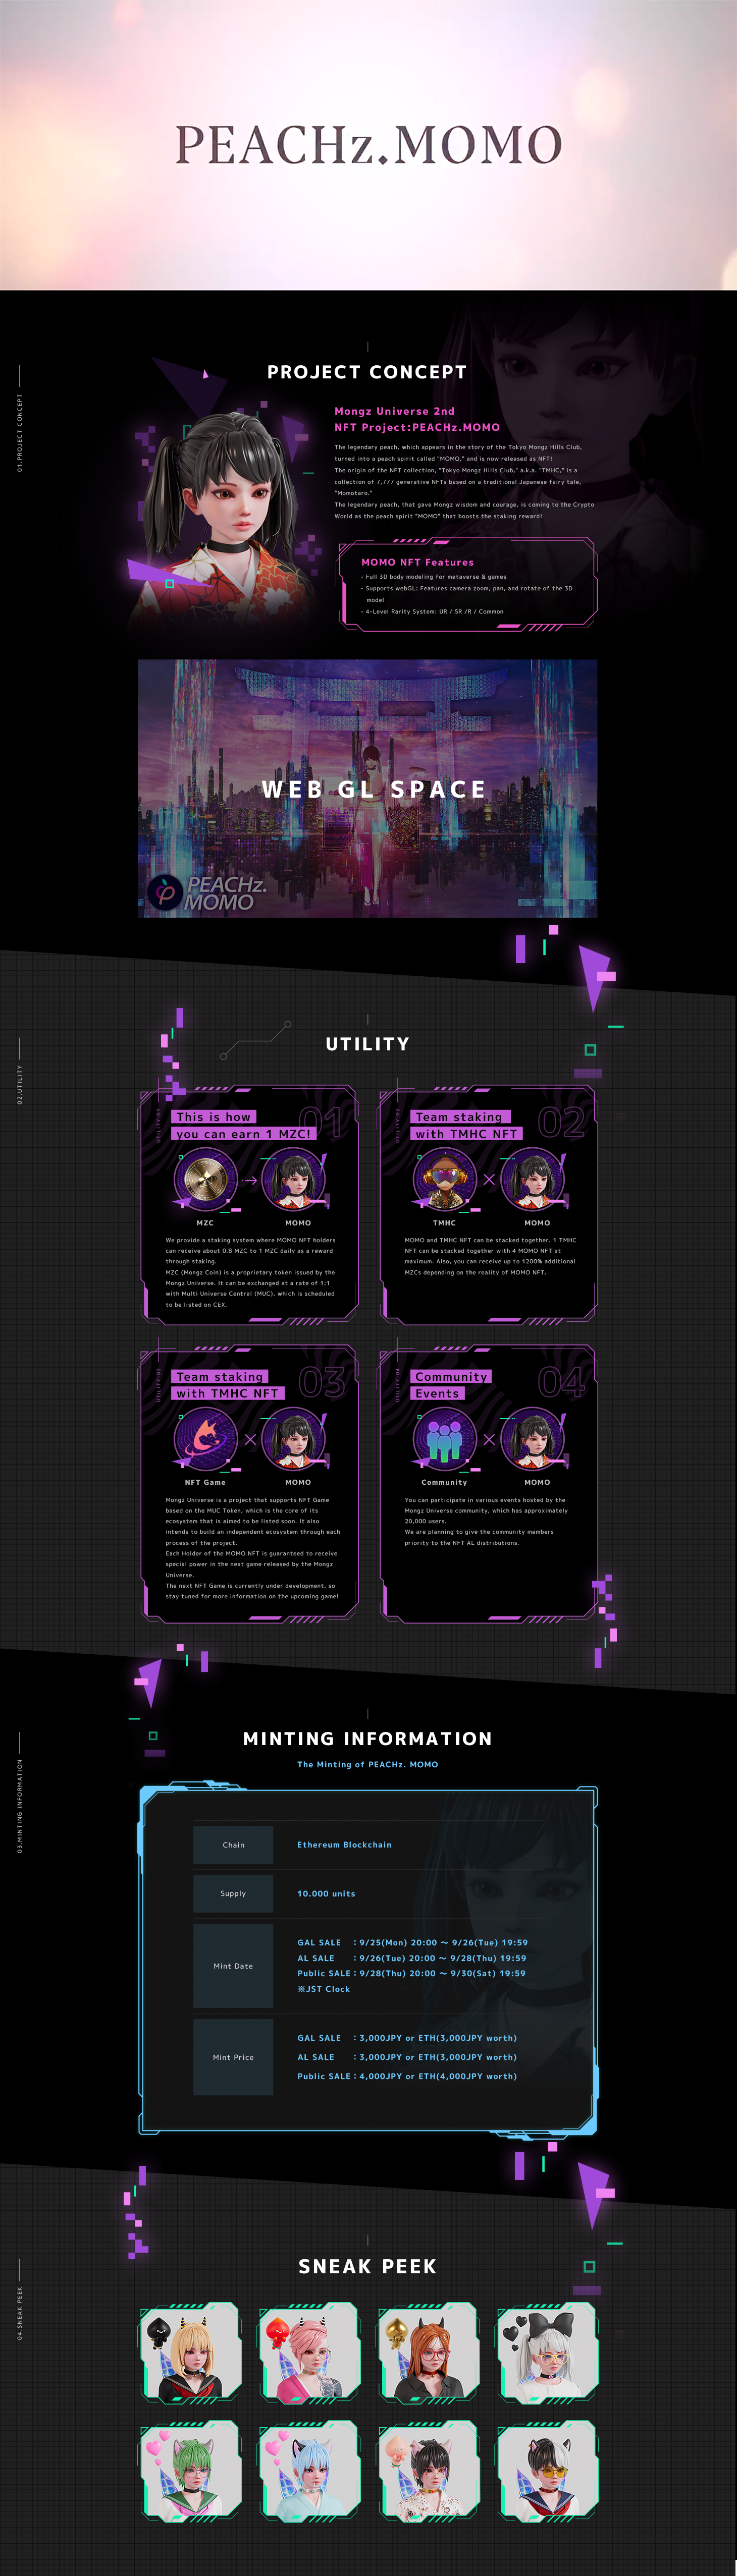 PEACHz.MOMO
01.PROJECT CONCEPT
PROJECT CONCEPT
Mongz Universe 2nd
NFT Project:PEACHz.MOMO
The legendary peach, which appears in the story of the Tokyo Mongz Hills Club,
turned into a peach spirit called "MOMO," and is now released as NFT!
The origin of the NFT collection, "Tokyo Mongz Hills Club," a.k.a. "TMHC," is a
collection of 7,777 generative NFTs based on a traditional Japanese fairy tale,
"Momotaro."
The legendary peach, that gave Mongz wisdom and courage, is coming to the Crypto
World as the peach spirit "MOMO" that boosts the staking reward!
MOMO NFT Features
- Full 3D body modeling for metaverse & games
- Supports webGL: Features camera zoom, pan, and rotate of the 3D
model
- 4-Level Rarity System: UR / SR /R / Common
WEB GL SPACE
PEACHz.
MOMO
02.UTILITY
UTILITY
UTILITY-01
This is how
you can earn 1 MZC!
01
MZC
MOMO
We provide a staking system where MOMO NFT holders
can receive about 0.8 MZC to 1 MZC daily as a reward
through staking.
MZC (Mongz Coin) is a proprietary token issued by the
Mongz Universe. It can be exchanged at a rate of 1:1
with Multi Universe Central (MUC), which is scheduled
to be listed on CEX.
UTILITY-02
Team staking
with TMHC NFT
02
TMHC
MOMO
MOMO and TMHC NFT can be stacked together. 1 TMHC
NFT can be stacked together with 4 MOMO NFT at
maximum. Also, you can receive up to 1200% additional
MZCs depending on the reality of MOMO NFT.
UTILITY-03
Team staking
with TMHC NFT
03
NFT Game
MOMO
Mongz Universe is a project that supports NFT Game
based on the MUC Token, which is the core of its
ecosystem that is aimed to be listed soon. It also
intends to build an independent ecosystem through each
process of the project.
Each Holder of the MOMO NFT is guaranteed to receive
special power in the next game released by the Mongz
Universe.
The next NFT Game is currently under development, so
stay tuned for more information on the upcoming game!
UTILITY-04
Community
Events
04
Community
MOMO
You can participate in various events hosted by the
Mongz Universe community, which has approximately
20,000 users.
We are planning to give the community members
priority to the NFT AL distributions.
03.MINTING INFORMATION
MINTING INFORMATION
The Minting of PEACHz. MOMO
Chain
Ethereum Blockchain
Supply
10.000 units
Mint Date
GAL SALE ：9/25(Mon) 20:00 〜 9/26(Tue) 19:59
AL SALE ：9/26(Tue) 20:00 〜 9/28(Thu) 19:59
Public SALE：9/28(Thu) 20:00 〜 9/30(Sat) 19:59
※JST Clock
Mint Price
GAL SALE ：3,000JPY or ETH(3,000JPY worth)
AL SALE ：3,000JPY or ETH(3,000JPY worth)
Public SALE：4,000JPY or ETH(4,000JPY worth)
04.SNEAK PEEK
SNEAK PEEK